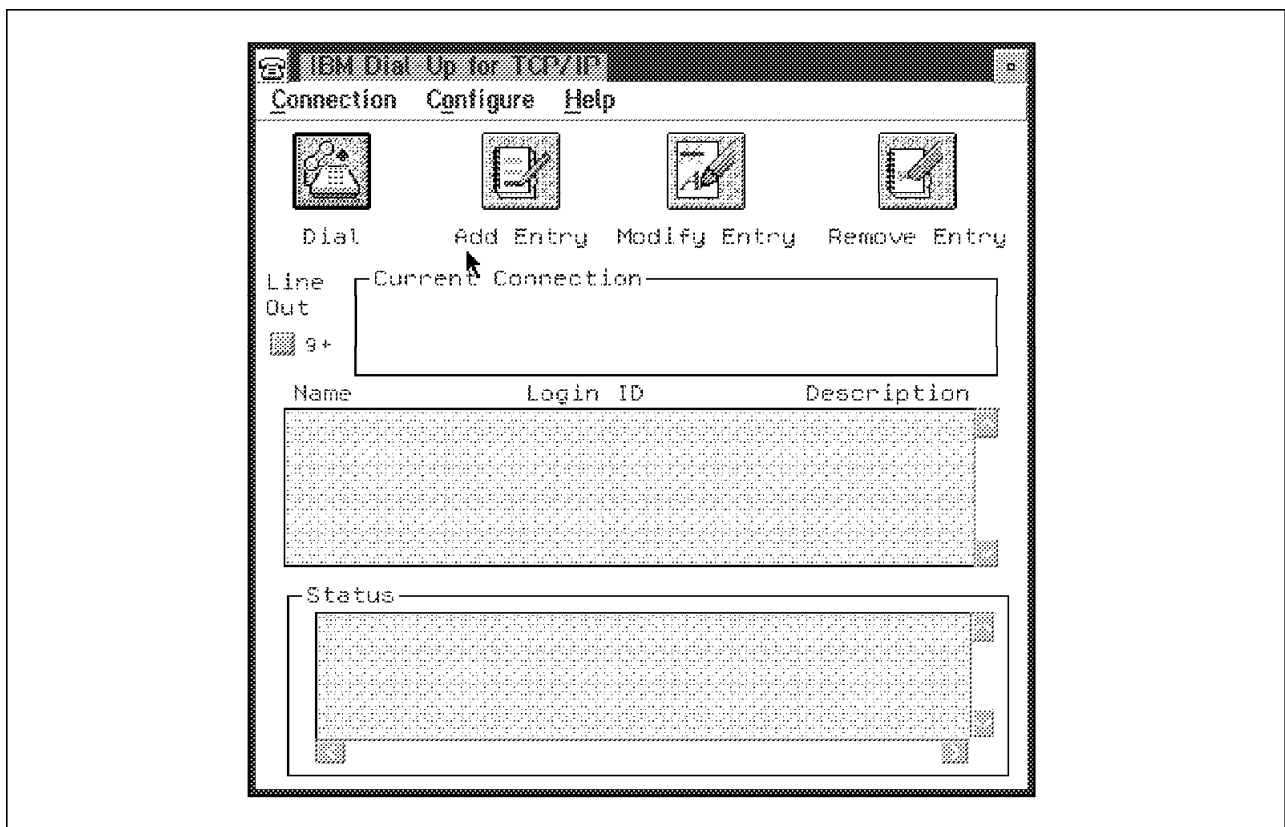 IBM Dial Up for TCP/IP
Connection Configure Help
Dial Add Entry Modify Entry Remove Entry
Line Out
Current Connection
9+
Name Login ID Description
Status